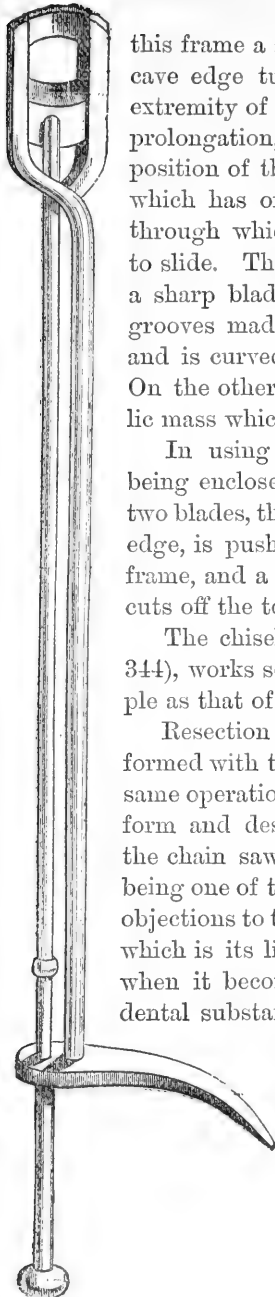 this frame a
cave edge tu
extremity of
prolongation,
position of th
which has or
through whic
to slide. Th
a sharp blad
grooves mad
and is curved
On the other
lic mass whic
In using
being enclose
two blades, th
edge, is push
frame, and a
cuts off the to
The chise
344), works s
ple as that of
Resection
formed with t
same operatio
form and des
the chain saw
being one of t
objections to t
which is its li
when it becom
dental substan